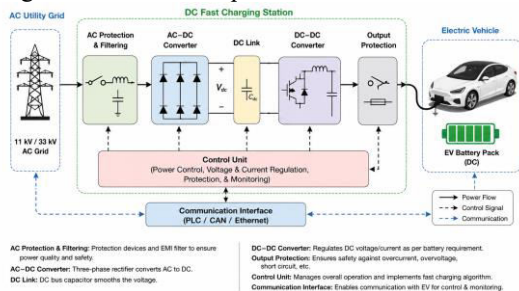 AC Utility Grid
DC Fast Charging Station
Electric Vehicle
AC Protection
& Filtering
AC–DC
Converter
DC Link
DC–DC
Converter
Output
Protection
+
Vdc
−
Cdc
11 kV / 33 kV
AC Grid
EV Battery Pack
(DC)
Control Unit
(Power Control, Voltage & Current Regulation,
Protection, & Monitoring)
Communication Interface
(PLC / CAN / Ethernet)
Power Flow
Control Signal
Communication
AC Protection & Filtering: Protection devices and EMI filter to ensure
power quality and safety.
AC–DC Converter: Three-phase rectifier converts AC to DC.
DC Link: DC bus capacitor smooths the voltage.
DC–DC Converter: Regulates DC voltage/current as per battery requirement.
Output Protection: Ensures safety against overcurrent, overvoltage,
short circuit, etc.
Control Unit: Manages overall operation and implements fast charging algorithm.
Communication Interface: Enables communication with EV for control & monitoring.